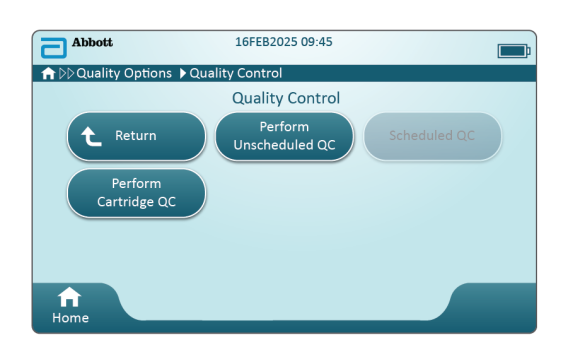 Abbott
16FEB2025 09:45
Quality Options Quality Control
Quality Control
Return
Perform
Unscheduled QC
Scheduled QC
Perform
Cartridge QC
Home